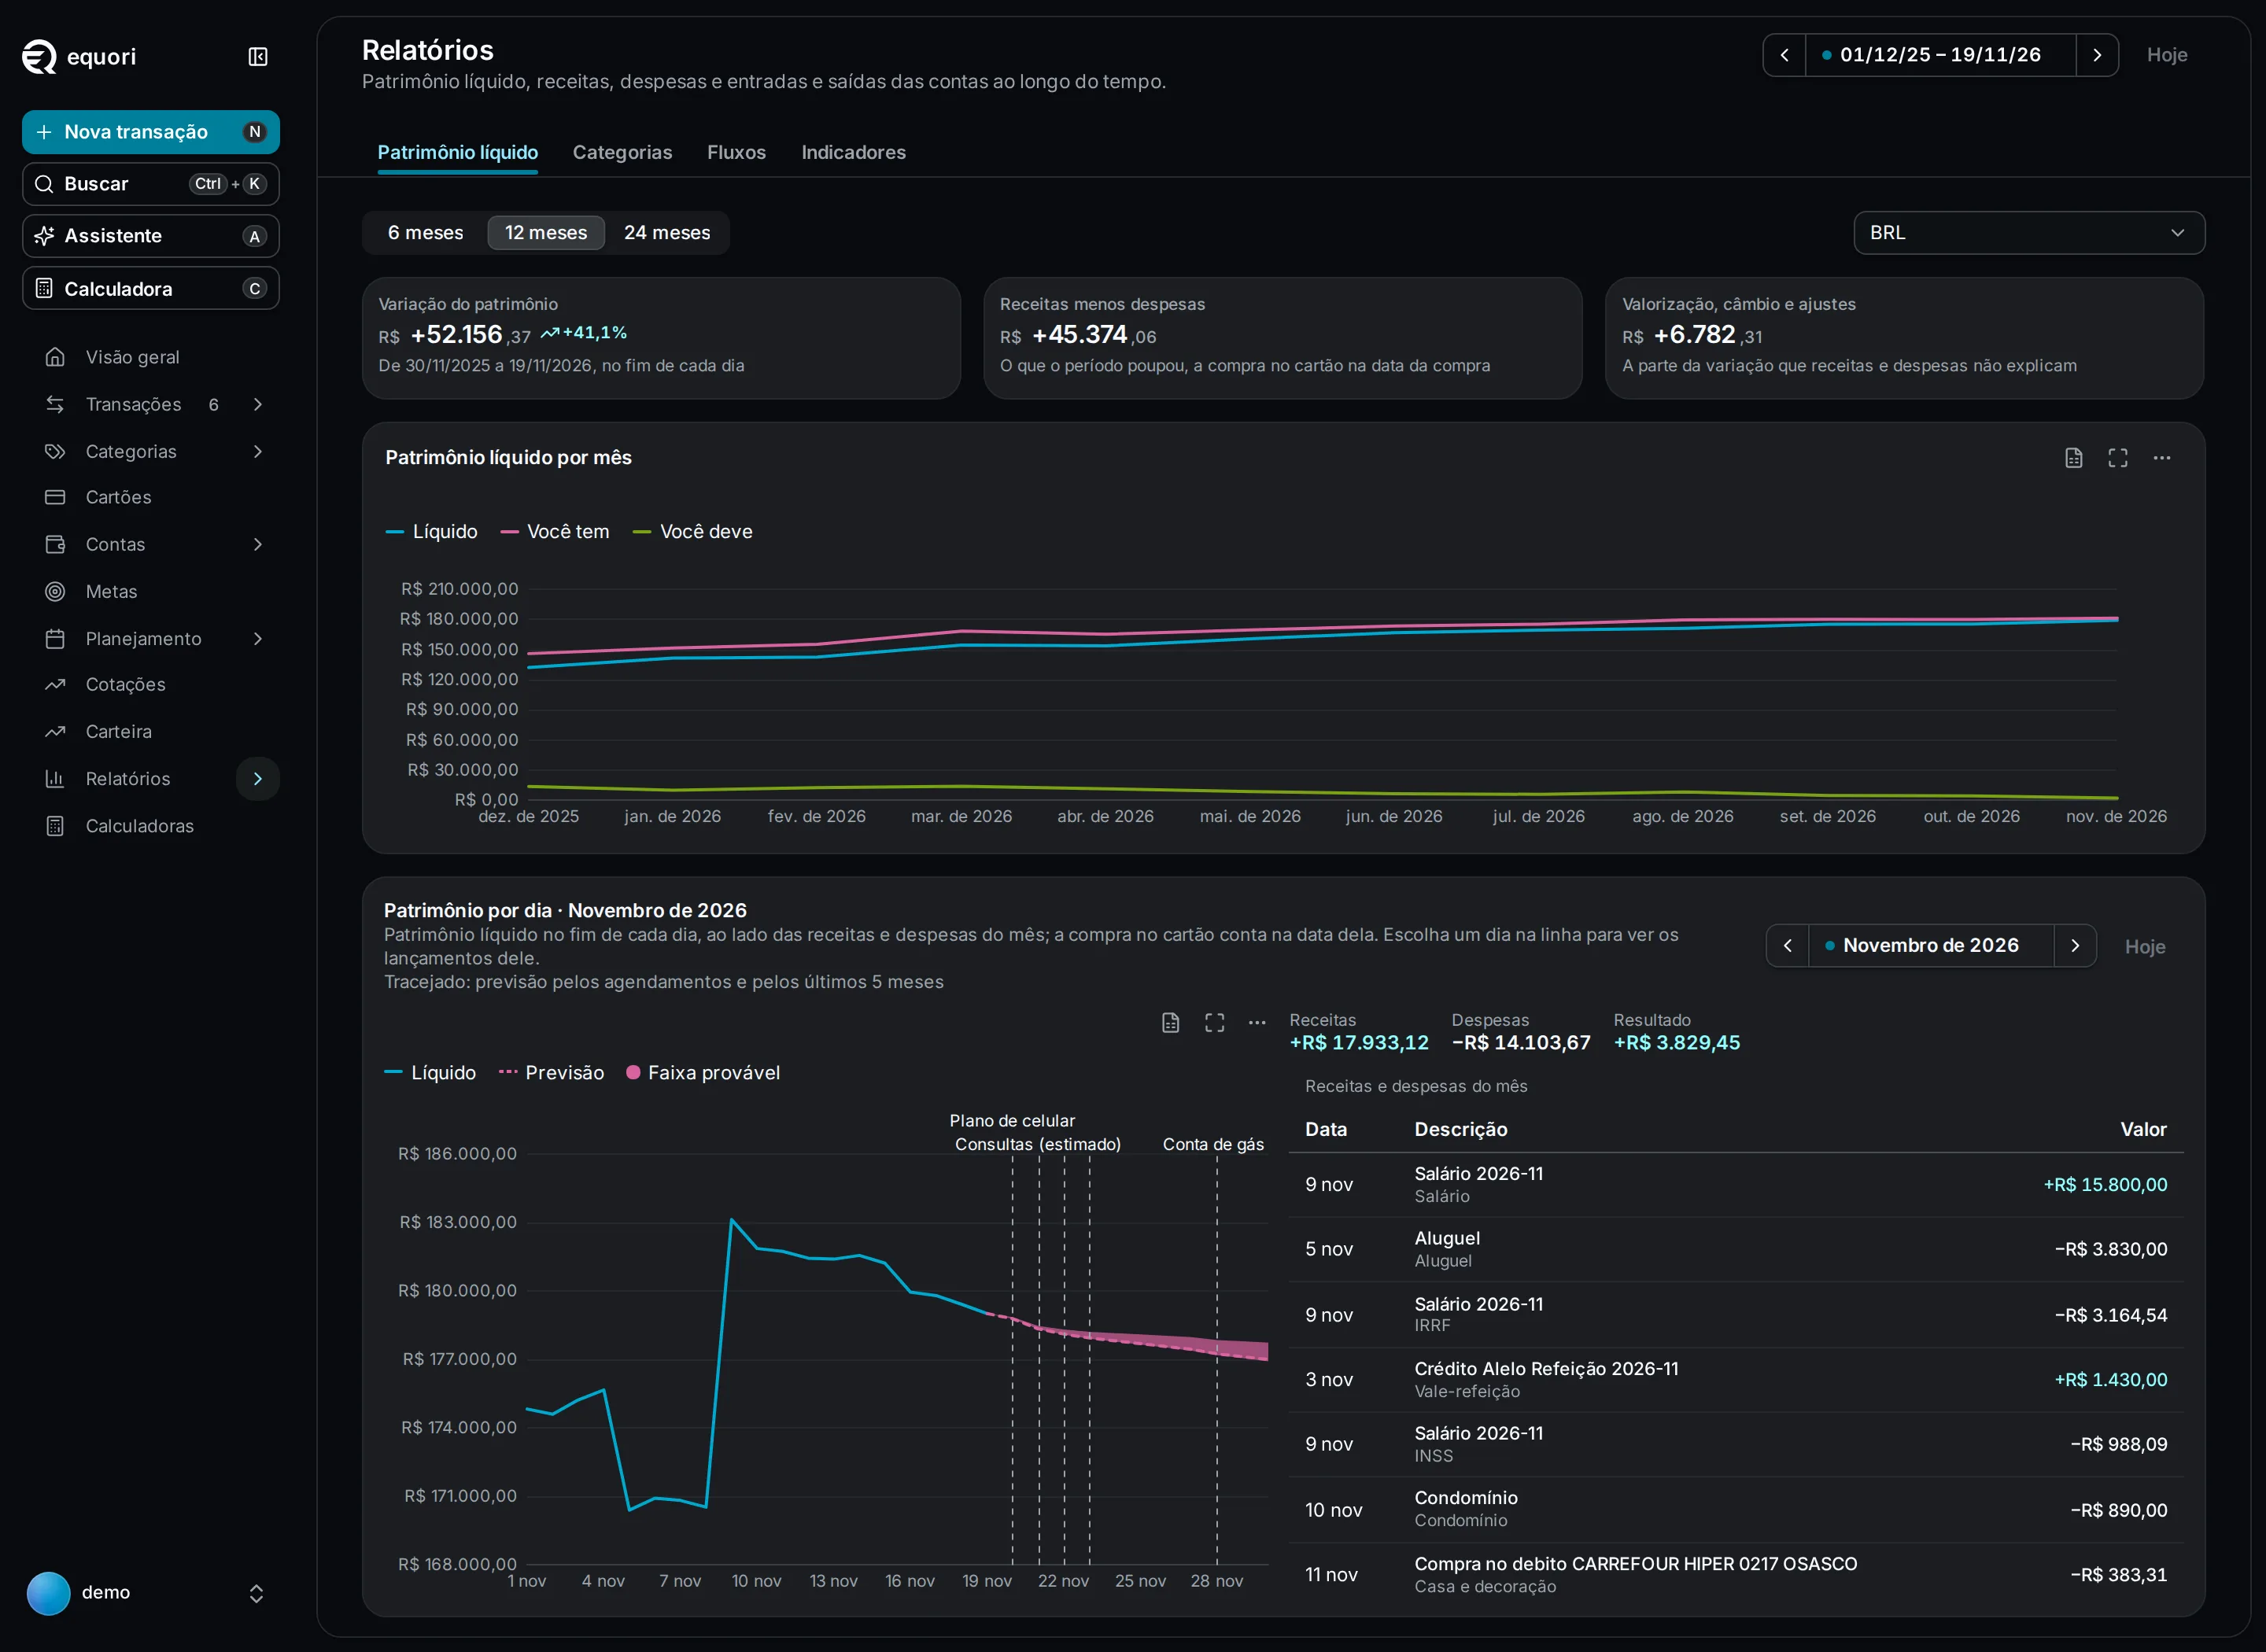 equori
Nova transação N
Buscar Ctrl + K
Assistente A
Calculadora C
Visão geral
Transações 6
Categorias
Cartões
Contas
Metas
Planejamento
Cotações
Carteira
Relatórios
Calculadoras
demo
Relatórios
Patrimônio líquido, receitas, despesas e entradas e saídas das contas ao longo do tempo.
01/12/25 – 19/11/26
Hoje
Patrimônio líquido Categorias Fluxos Indicadores
6 meses 12 meses 24 meses
BRL
Variação do patrimônio
R$ +52.156,37 +41,1%
De 30/11/2025 a 19/11/2026, no fim de cada dia
Receitas menos despesas
R$ +45.374,06
O que o período poupou, a compra no cartão na data da compra
Valorização, câmbio e ajustes
R$ +6.782,31
A parte da variação que receitas e despesas não explicam
Patrimônio líquido por mês
Líquido Você tem Você deve
R$ 210.000,00
R$ 180.000,00
R$ 150.000,00
R$ 120.000,00
R$ 90.000,00
R$ 60.000,00
R$ 30.000,00
R$ 0,00
dez. de 2025 jan. de 2026 fev. de 2026 mar. de 2026 abr. de 2026 mai. de 2026 jun. de 2026 jul. de 2026 ago. de 2026 set. de 2026 out. de 2026 nov. de 2026
Patrimônio por dia · Novembro de 2026
Patrimônio líquido no fim de cada dia, ao lado das receitas e despesas do mês; a compra no cartão conta na data dela. Escolha um dia na linha para ver os
lançamentos dele.
Tracejado: previsão pelos agendamentos e pelos últimos 5 meses
Novembro de 2026
Hoje
Líquido Previsão Faixa provável
Plano de celular
Consultas (estimado) Conta de gás
R$ 186.000,00
R$ 183.000,00
R$ 180.000,00
R$ 177.000,00
R$ 174.000,00
R$ 171.000,00
R$ 168.000,00
1 nov 4 nov 7 nov 10 nov 13 nov 16 nov 19 nov 22 nov 25 nov 28 nov
Receitas Despesas Resultado
+R$ 17.933,12 −R$ 14.103,67 +R$ 3.829,45
Receitas e despesas do mês
Data Descrição Valor
9 nov Salário 2026-11 +R$ 15.800,00
Salário
5 nov Aluguel −R$ 3.830,00
Aluguel
9 nov Salário 2026-11 −R$ 3.164,54
IRRF
3 nov Crédito Alelo Refeição 2026-11 +R$ 1.430,00
Vale-refeição
9 nov Salário 2026-11 −R$ 988,09
INSS
10 nov Condomínio −R$ 890,00
Condomínio
11 nov Compra no debito CARREFOUR HIPER 0217 OSASCO −R$ 383,31
Casa e decoração